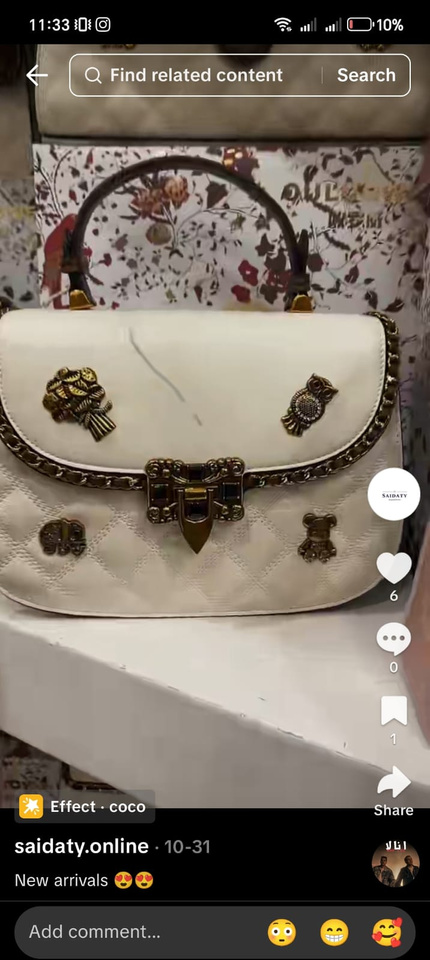 11:33
10%
Find related content
Search
SAIDATY
6
0
1
Share
Effect · coco
saidaty.online · 10-31
New arrivals 😍😍
Add comment...
😳 😁 🥰